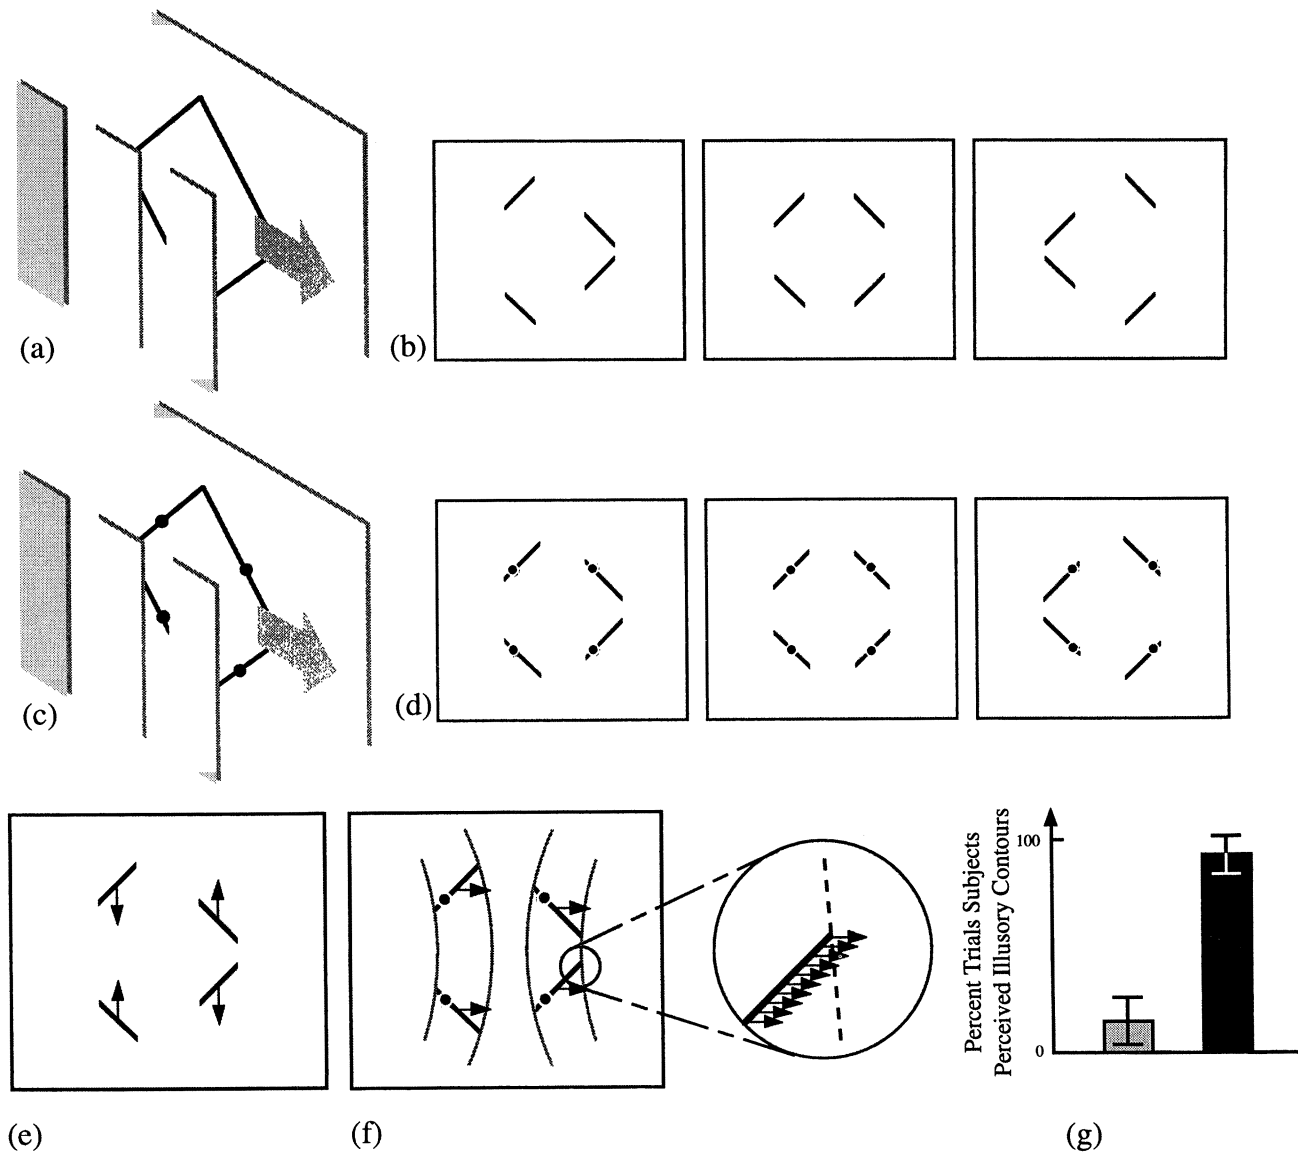 (a)
(b)
(c)
(d)
(e)
(f)
(g)
Percent Trials Subjects
Perceived Illusory Contours
100
0